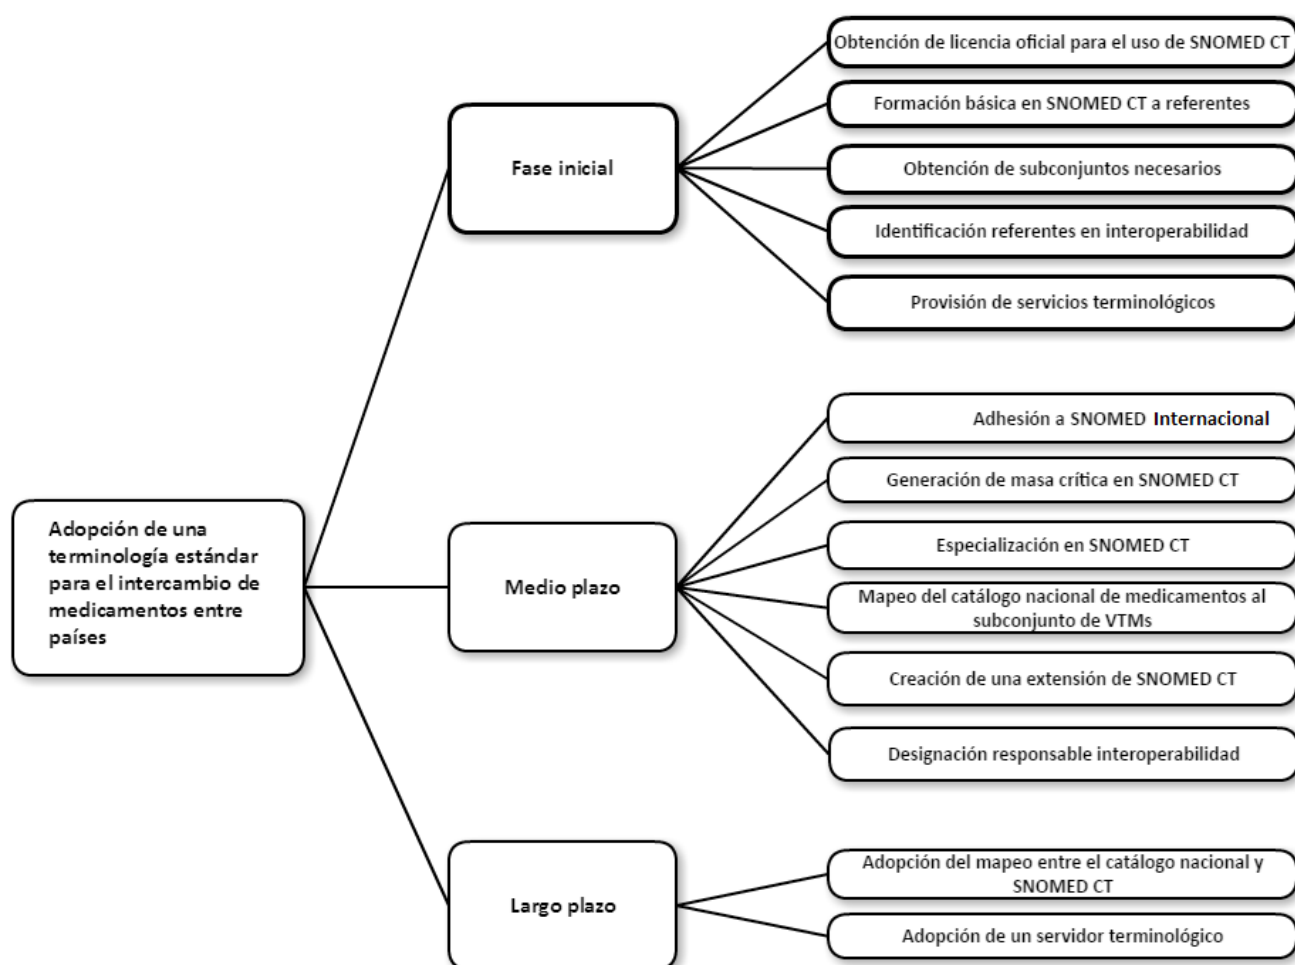 Obtención de licencia oficial para el uso de SNOMED CT
Formación básica en SNOMED CT a referentes
Fase inicial
Obtención de subconjuntos necesarios
Identificación referentes en interoperabilidad
Provisión de servicios terminológicos
Adhesión a SNOMED Internacional
Generación de masa crítica en SNOMED CT
Adopción de una
terminología estándar
para el intercambio de
medicamentos entre
países
Especialización en SNOMED CT
Medio plazo
Mapeo del catálogo nacional de medicamentos al
subconjunto de VTMs
Creación de una extensión de SNOMED CT
Designación responsable interoperabilidad
Largo plazo
Adopción del mapeo entre el catálogo nacional y
SNOMED CT
Adopción de un servidor terminológico